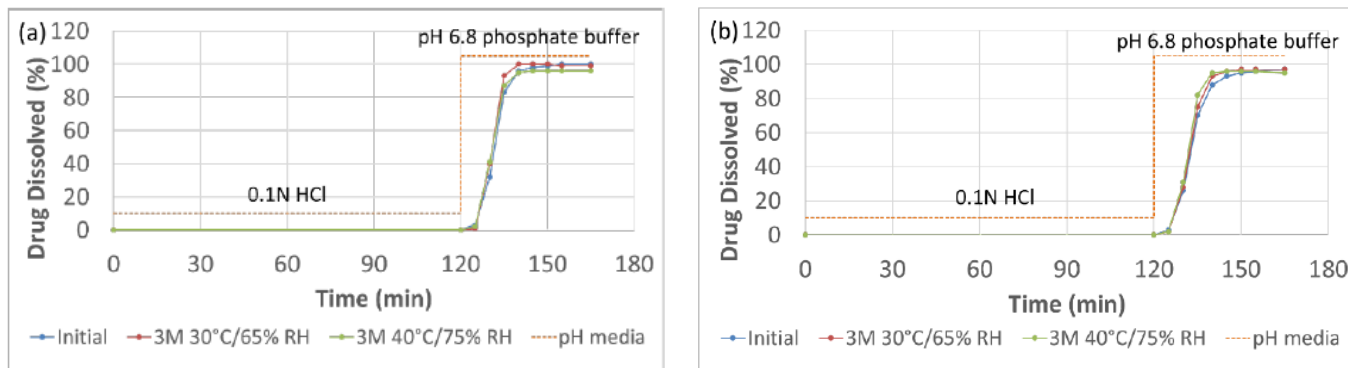 (a)
pH 6.8 phosphate buffer
120
100
80
60
40
20
0
Drug Dissolved (%)
0.1N HCl
0 30 60 90 120 150 180
Time (min)
Initial 3M 30°C/65% RH 3M 40°C/75% RH pH media
(b)
pH 6.8 phosphate buffer
120
100
80
60
40
20
0
Drug Dissolved (%)
0.1N HCl
0 30 60 90 120 150 180
Time (min)
Initial 3M 30°C/65% RH 3M 40°C/75% RH pH media